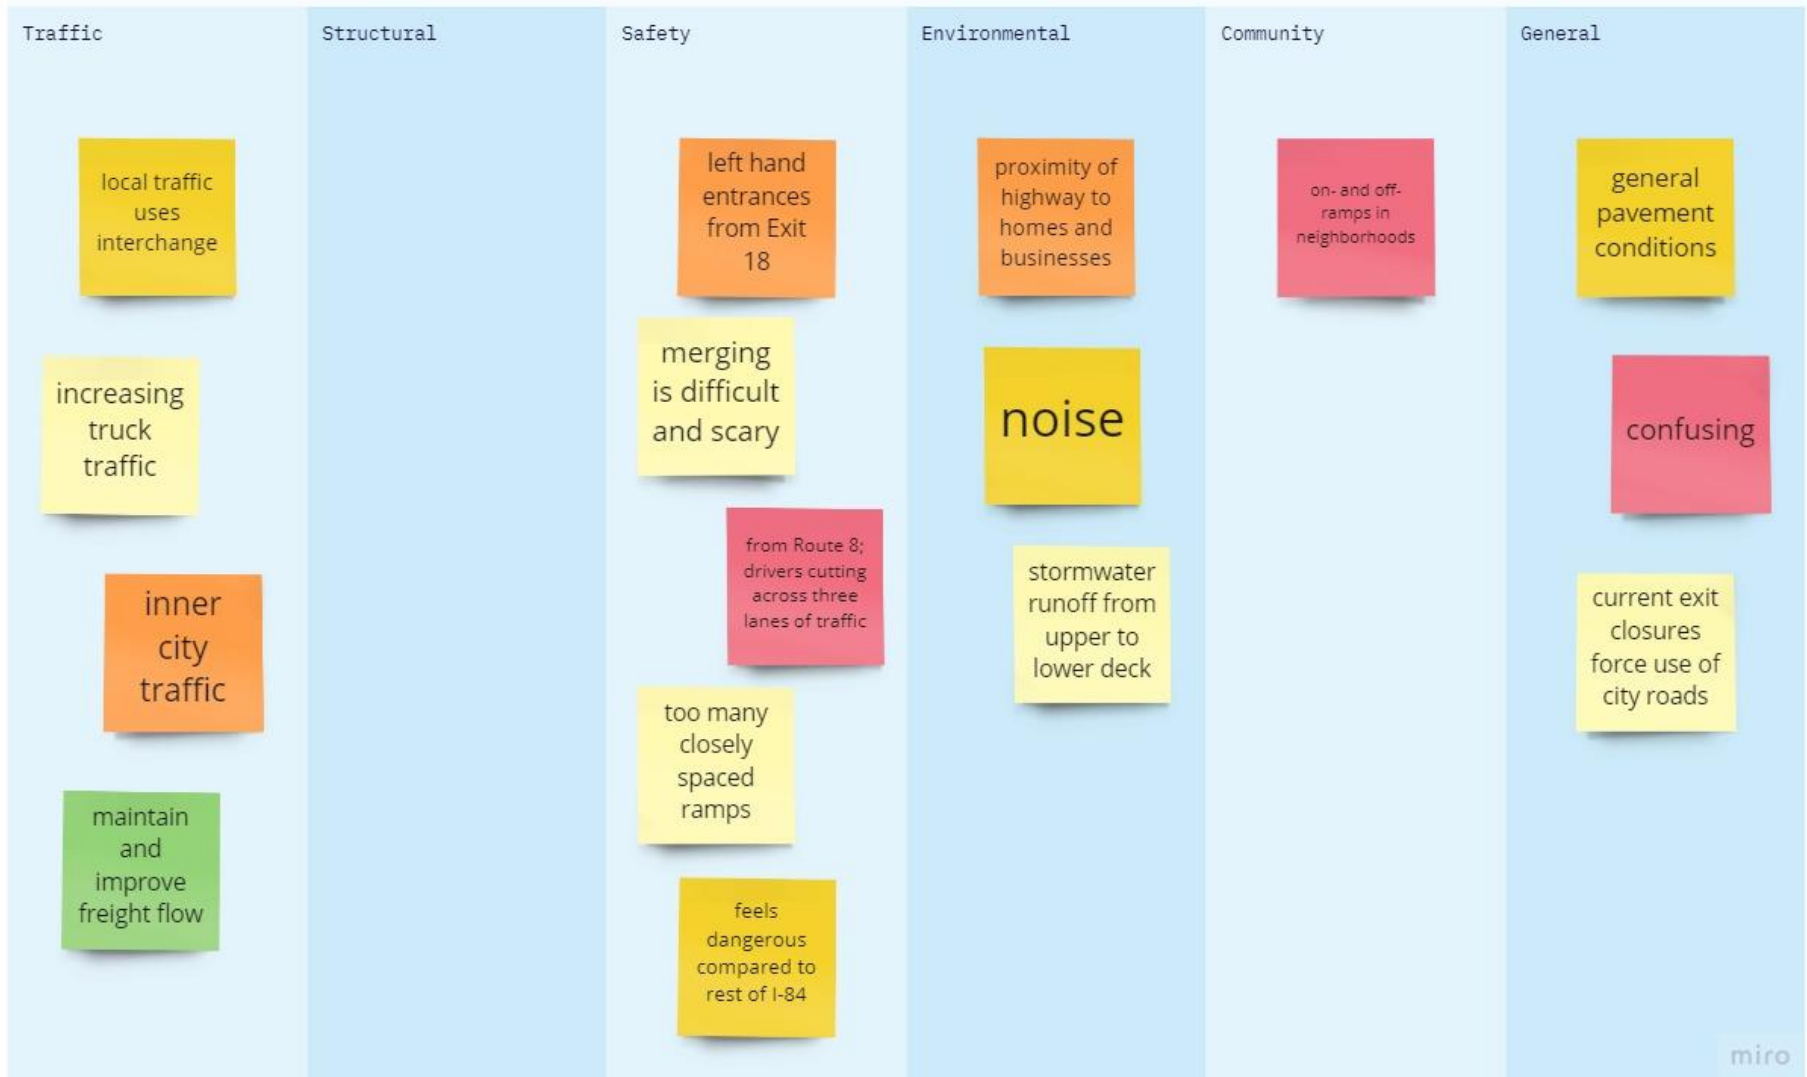 Traffic
Structural
Safety
Environmental
Community
General
local traffic
uses
interchange
increasing
truck
traffic
inner
city
traffic
maintain
and
improve
freight flow
left hand
entrances
from Exit
18
merging
is difficult
and scary
from Route 8;
drivers cutting
across three
lanes of traffic
too many
closely
spaced
ramps
feels
dangerous
compared to
rest of I-84
proximity of
highway to
homes and
businesses
noise
stormwater
runoff from
upper to
lower deck
on- and off-
ramps in
neighborhoods
general
pavement
conditions
confusing
current exit
closures
force use of
city roads
miro